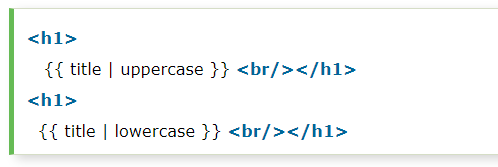 <h1>
{{ title | uppercase }} <br/></h1>
<h1>
{{ title | lowercase }} <br/></h1>